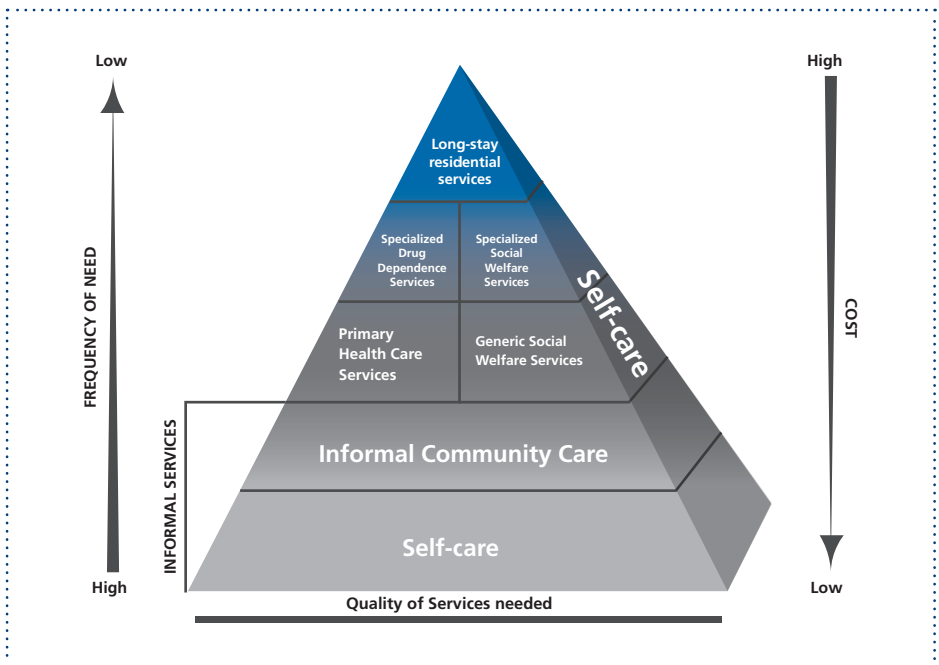 Low
High
Long-stay
residential
services
Specialized
Drug
Dependence
Services
Specialized
Social
Welfare
Services
Self-care
FREQUENCY OF NEED
COST
Primary
Health Care
Services
Generic Social
Welfare Services
INFORMAL SERVICES
Informal Community Care
Self-care
High
Low
Quality of Services needed